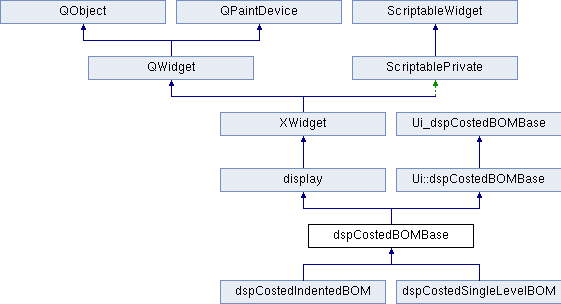 QObject
QPaintDevice
ScriptableWidget
QWidget
ScriptablePrivate
XWidget
Ui_dspCostedBOMBase
display
Ui::dspCostedBOMBase
dspCostedBOMBase
dspCostedIndentedBOM
dspCostedSingleLevelBOM